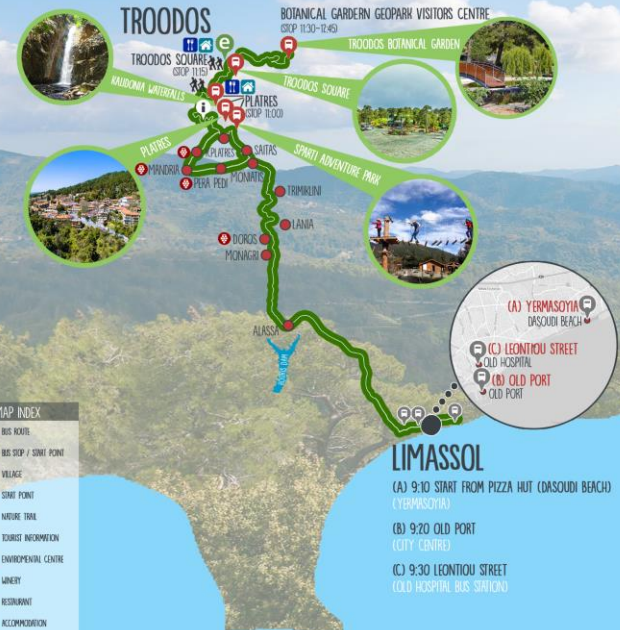 TROODOS
BOTANICAL GARDERN GEOPARK VISITORS CENTRE
(STOP 11:30-12:45)
TROODOS BOTANICAL GARDEN
e
TROODOS SQUARE
(STOP 11:15)
TROODOS SQUARE
KALIDONIA WATERFALLS
i
PLATRES
(STOP 11:00)
PLATRES
SPARTI ADVENTURE PARK
K.PLATRES
SAITAS
MANDRIA
MONIATIS
PERA PEDI
TRIMIKLINI
LANIA
DOROS
MONAGRI
ALASSA
KOURIS DAM
(A) YERMASOYIA
DASOUDI BEACH
(C) LEONTIOU STREET
OLD HOSPITAL
(B) OLD PORT
OLD PORT
MAP INDEX
BUS ROUTE
BUS STOP / START POINT
VILLAGE
START POINT
NATURE TRAIL
TOURIST INFORMATION
ENVIROMENTAL CENTRE
WINERY
RESTAURANT
ACCOMMODATION
LIMASSOL
(A) 9:10 START FROM PIZZA HUT (DASOUDI BEACH)
(YERMASOYIA)
(B) 9:20 OLD PORT
(CITY CENTRE)
(C) 9:30 LEONTIOU STREET
(OLD HOSPITAL BUS STATION)